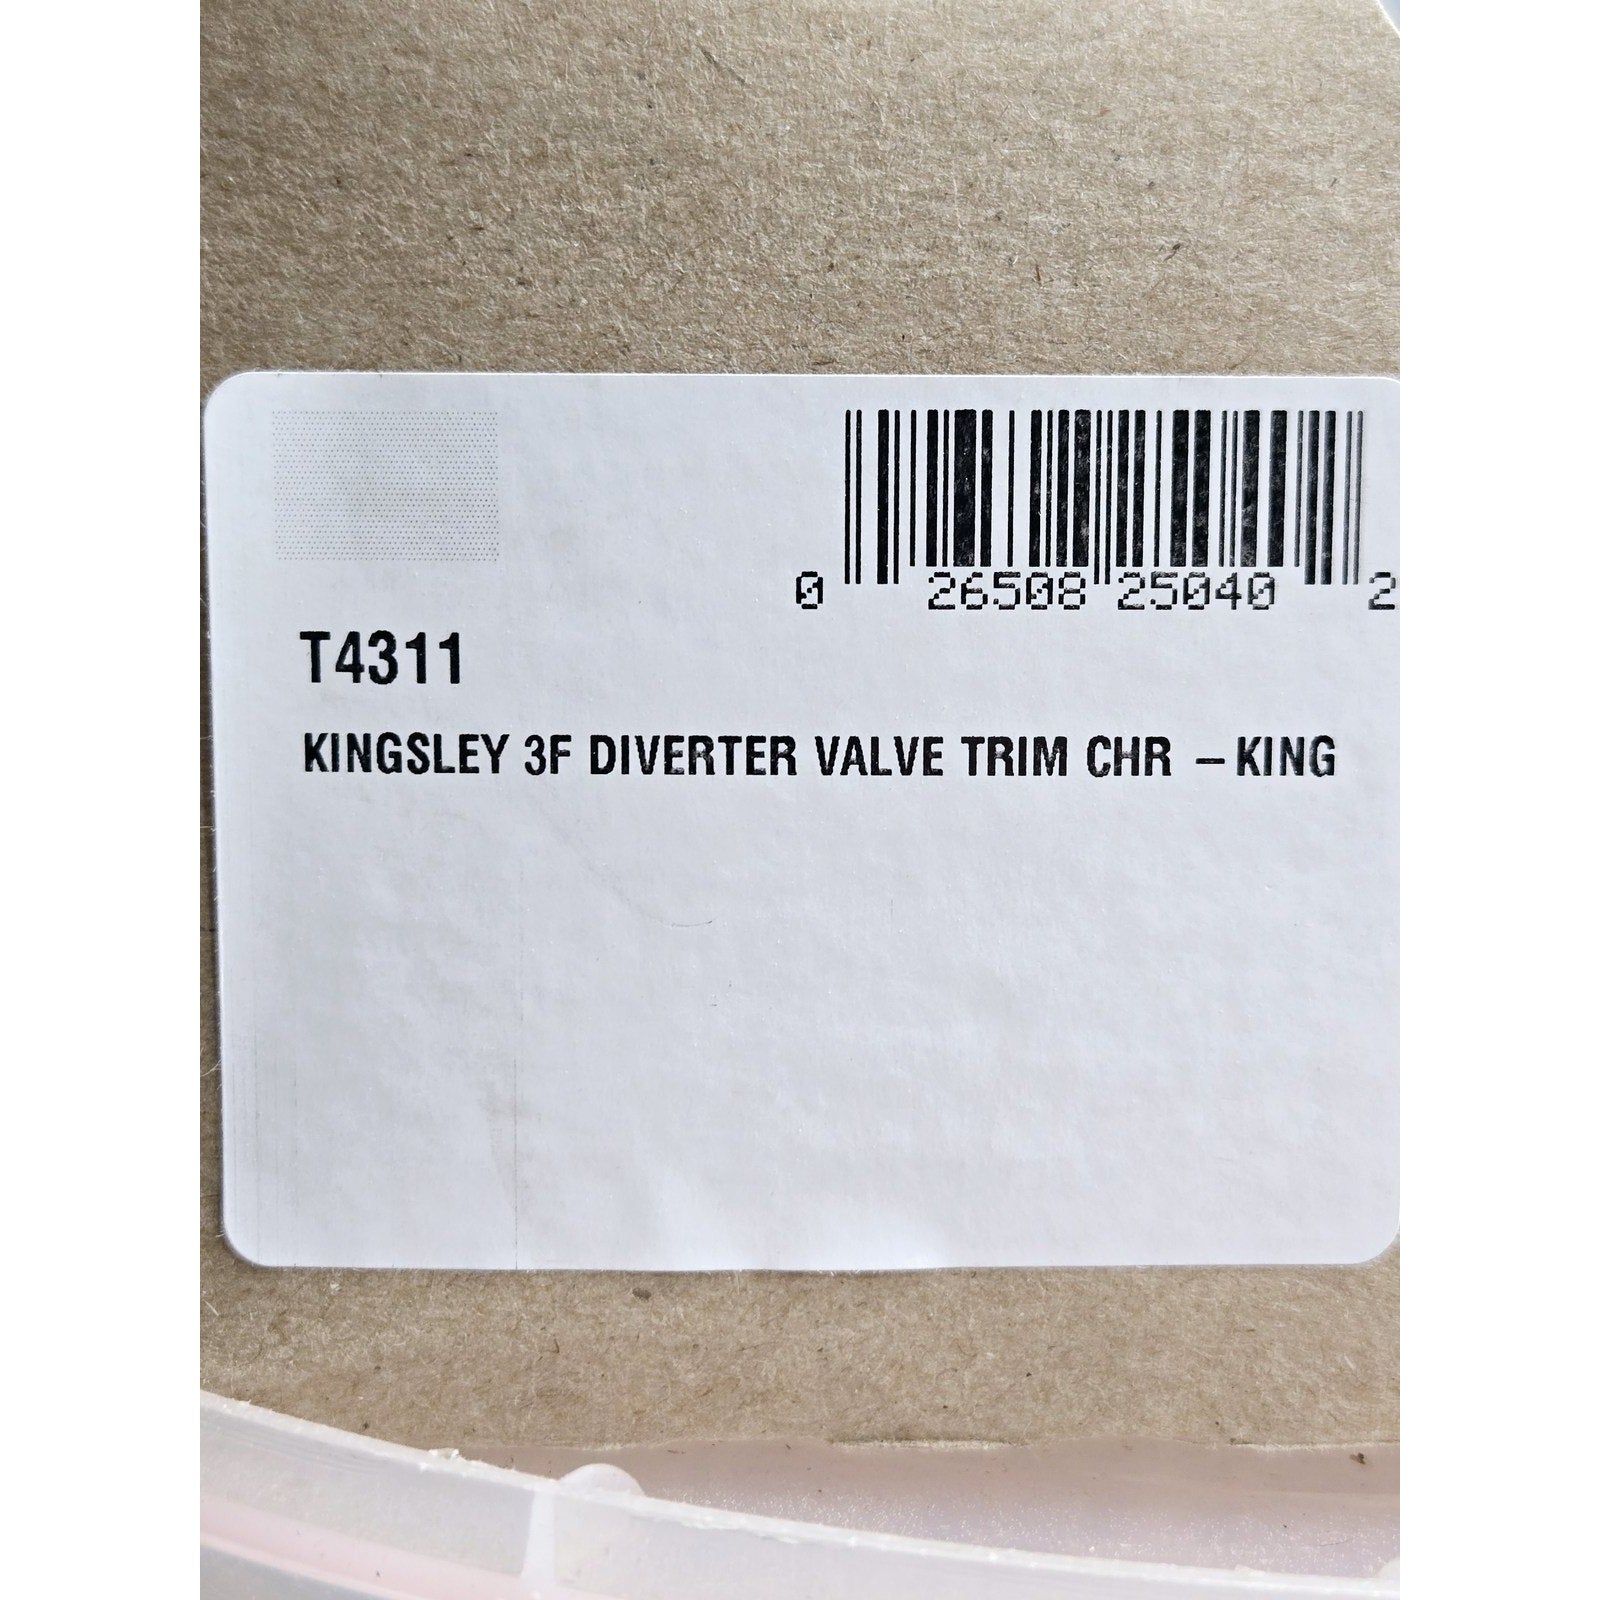 0 26508 25040 2
T4311
KINGSLEY 3F DIVERTER VALVE TRIM CHR – KING